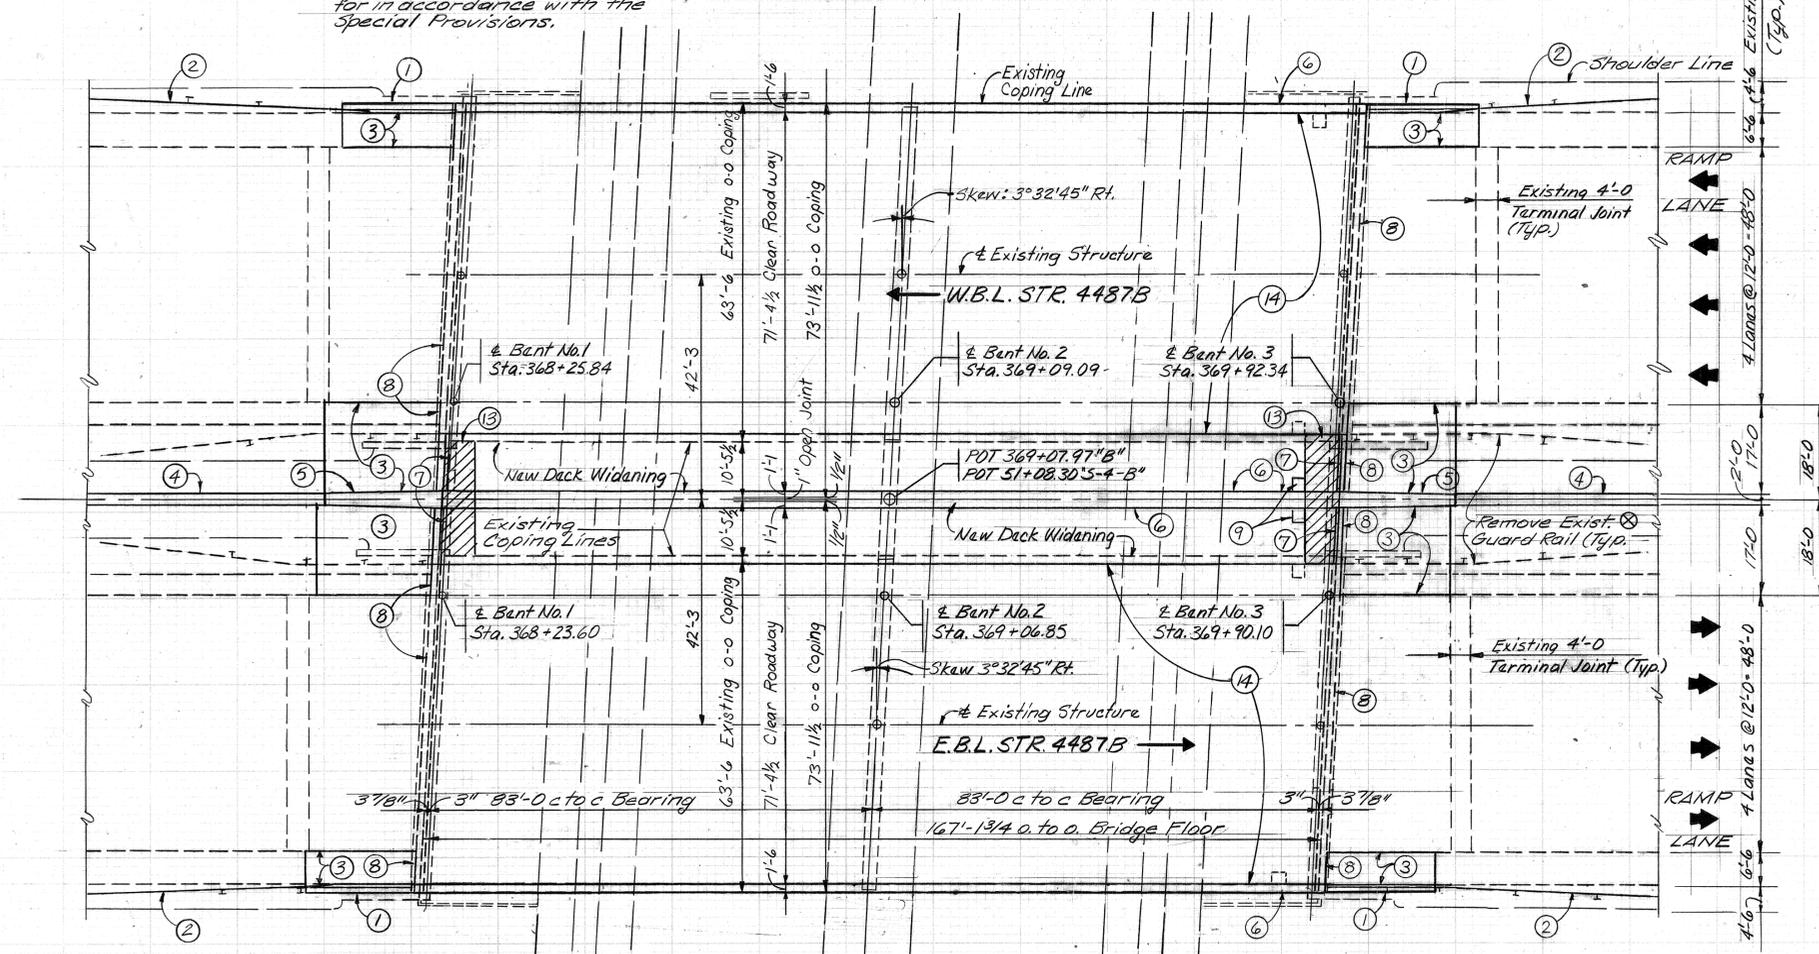 for in accordance with the
Special Provisions.
2
1
1'-6
Existing
Coping Line
6
1
2
Shoulder Line
3
3
4'-6
6'-6
Existing
(Typ.)
RAMP
LANE
Existing 4'-0
Terminal Joint
(Typ.)
8
4 Lanes @ 12'-0 = 48'-0
63'-6 Existing o-o Coping
71'-4½ Clear Roadway
73'-11½ o-o Coping
Skew: 3°32'45" Rt.
℄ Existing Structure
W.B.L. STR. 4487B
14
℄ Bent No. 1
Sta. 368+25.84
42'-3
℄ Bent No. 2
Sta. 369+09.09
℄ Bent No. 3
Sta. 369+92.34
8
13
13
3
7
4
5
New Deck Widening
10'-5½
1'-1
1" Open Joint
½"
POT 369+07.97 "B"
POT 51+08.30 "S-4-B"
6
7
8
3
5
4
2'-0
17'-0
18'-0
3
Existing
Coping Lines
10'-5½
1'-1
½"
New Deck Widening
6
9
7
8
3
Remove Exist.
Guard Rail (Typ.
17'-0
18'-0
8
℄ Bent No. 1
Sta. 368+23.60
42'-3
℄ Bent No. 2
Sta. 369+06.85
℄ Bent No. 3
Sta. 369+90.10
Existing 4'-0
Terminal Joint (Typ.)
Skew 3°32'45" Rt.
14
8
63'-6 Existing o-o Coping
71'-4½ Clear Roadway
73'-11½ o-o Coping
℄ Existing Structure
E.B.L. STR. 4487B
4 Lanes @ 12'-0 = 48'-0
3 7/8"
3"
83'-0 c to c Bearing
83'-0 c to c Bearing
3"
3 7/8"
167'-1 3/4 o. to o. Bridge Floor
RAMP
LANE
3
8
1'-6
8
3
6'-6
4'-6
2
1
6
1
2